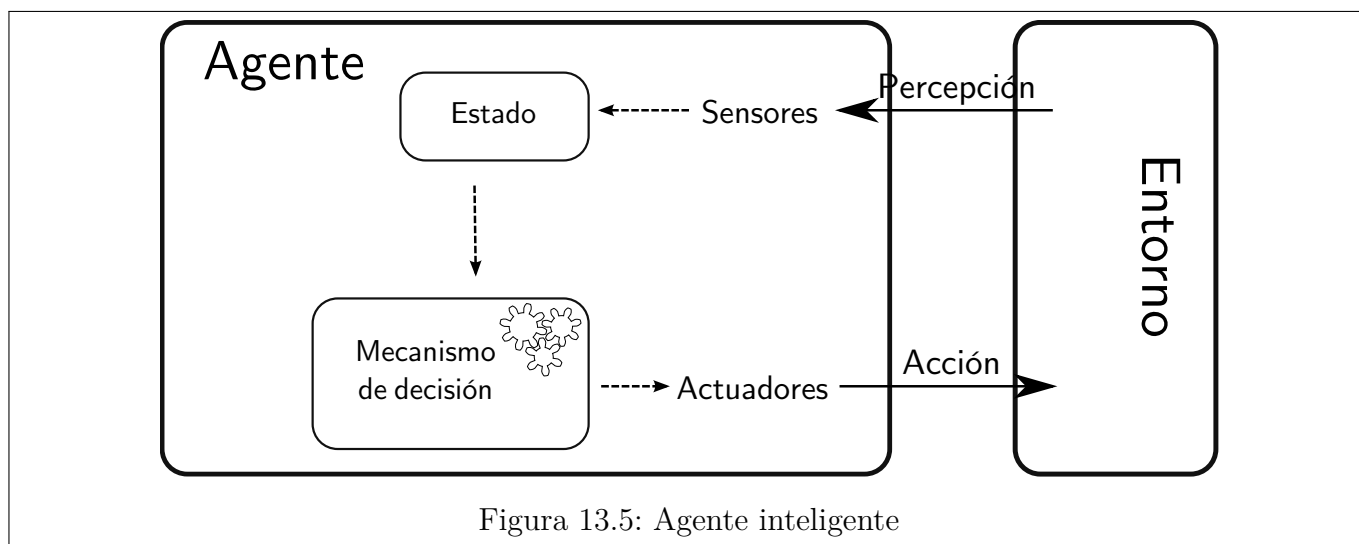 Agente
Estado
Sensores
Percepción
Entorno
Mecanismo
de decisión
Actuadores
Acción
Figura 13.5: Agente inteligente